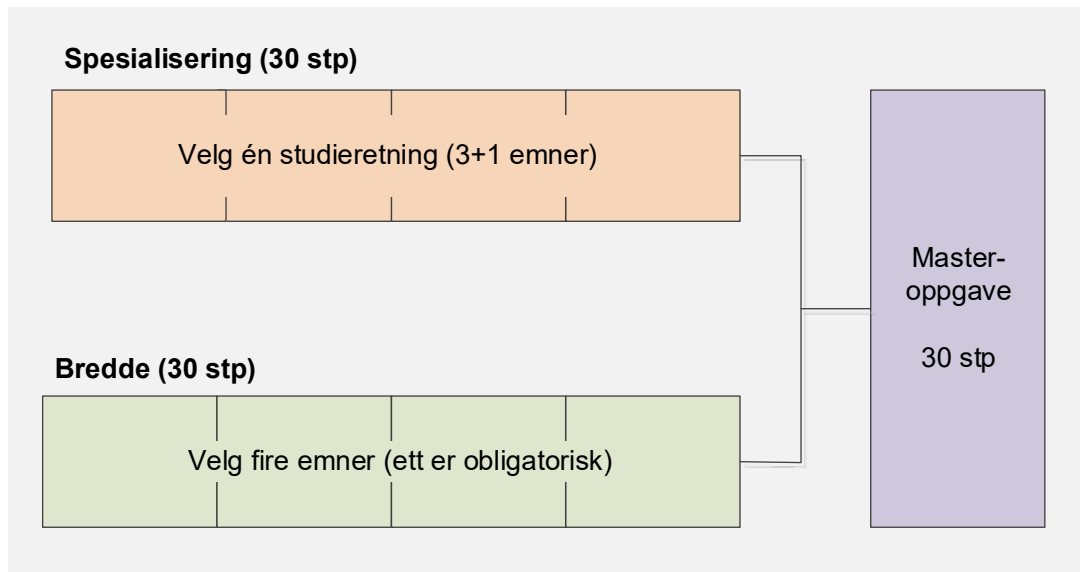 Spesialisering (30 stp)
Velg én studieretning (3+1 emner)
Master-
oppgave
30 stp
Bredde (30 stp)
Velg fire emner (ett er obligatorisk)